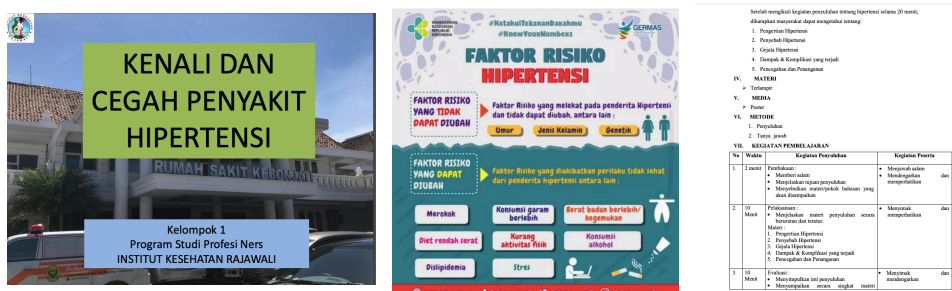 KENALI DAN
CEGAH PENYAKIT
HIPERTENSI
RUMAH SAKIT KEBONJATI
Kelompok 1
Program Studi Profesi Ners
INSTITUT KESEHATAN RAJAWALI
KEMENTERIAN
KESEHATAN
REPUBLIK
INDONESIA
#KetahuiTekananDarahmu
#KnowYourNumbers
GERMAS
FAKTOR RISIKO
HIPERTENSI
FAKTOR RISIKO
YANG TIDAK
DAPAT DIUBAH
Faktor Risiko yang melekat pada penderita Hipertensi
dan tidak dapat diubah, antara lain :
Umur
Jenis Kelamin
Genetik
FAKTOR RISIKO
YANG DAPAT
DIUBAH
Faktor Risiko yang diakibatkan perilaku tidak sehat
dari penderita hipertensi antara lain :
Merokok
Konsumsi garam
berlebih
Berat badan berlebih/
kegemukan
Diet rendah serat
Kurang
aktivitas fisik
Konsumsi
alkohol
Dislipidemia
Stres
Setelah mengikuti kegiatan penyuluhan tentang hipertensi selama 20 menit,
diharapkan masyarakat dapat mengetahui tentang:
1. Pengertian Hipertensi
2. Penyebab Hipertensi
3. Gejala Hipertensi
4. Dampak & Komplikasi yang terjadi
5. Pencegahan dan Penanganan
IV. MATERI
➢ Terlampir
V. MEDIA
➢ Poster
VI. METODE
1. Penyuluhan
2. Tanya jawab
VII. KEGIATAN PEMBELAJARAN
No Waktu Kegiatan Penyuluhan Kegiatan Peserta
1. 2 menit Pembukaan :
• Memberi salam
• Menjelaskan tujuan penyuluhan
• Menyebutkan materi/pokok bahasan yang
akan disampaikan
• Menjawab salam
• Mendengarkan dan
memperhatikan
2. 10
Menit
Pelaksanaan :
• Menjelaskan materi penyuluhan secara
berurutan dan teratur.
Materi :
1. Pengertian Hipertensi
2. Penyebab Hipertensi
3. Gejala Hipertensi
4. Dampak & Komplikasi yang terjadi
5. Pencegahan dan Penanganan
• Menyimak dan
memperhatikan
3. 10
Menit
Evaluasi :
• Menyimpulkan inti penyuluhan
• Menyampaikan secara singkat materi
• Menyimak dan
mendengarkan